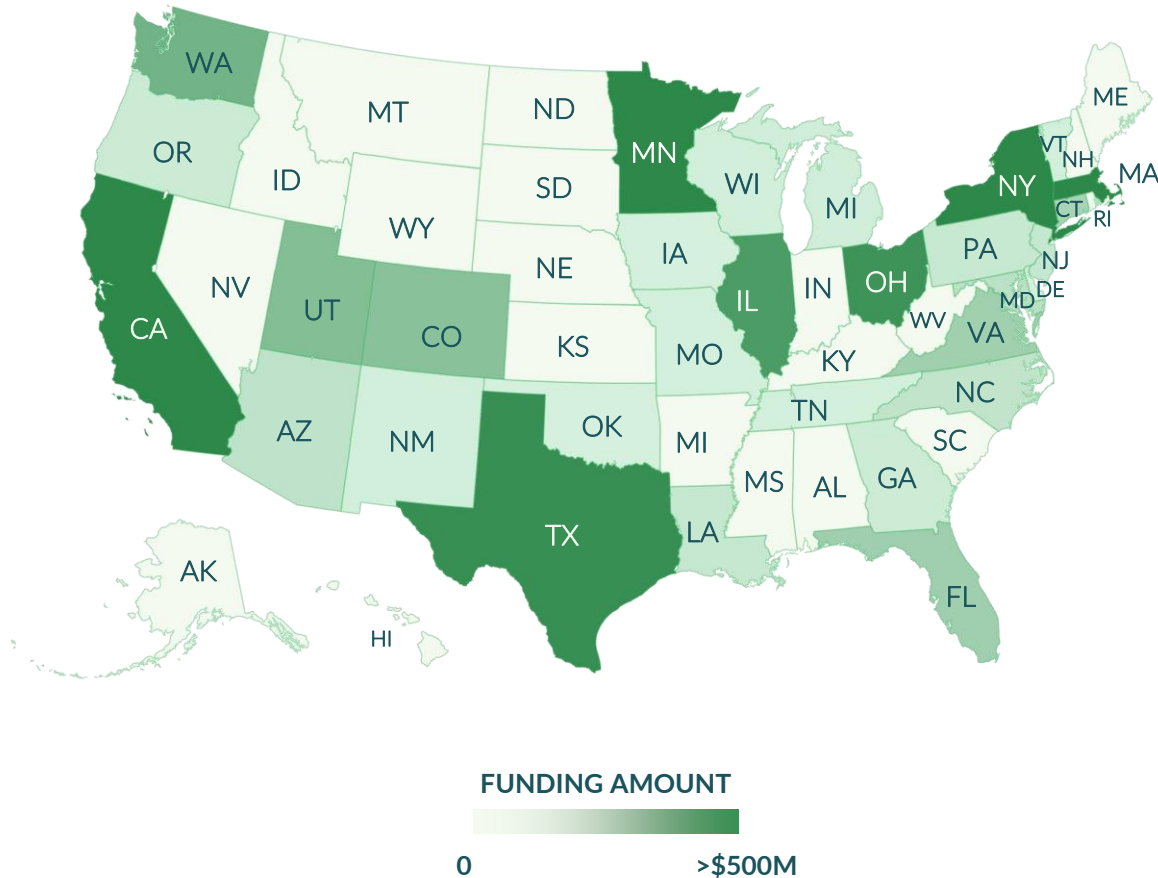 WA
MT
ND
MN
ME
OR
ID
SD
WI
MI
VT
NH
NY
MA
WY
CT
RI
IA
PA
NV
UT
NE
IL
IN
OH
NJ
DE
MD
CA
CO
KS
MO
WV
VA
KY
AZ
NM
OK
TN
NC
MI
SC
TX
LA
MS
AL
GA
AK
FL
HI
FUNDING AMOUNT
0 >$500M